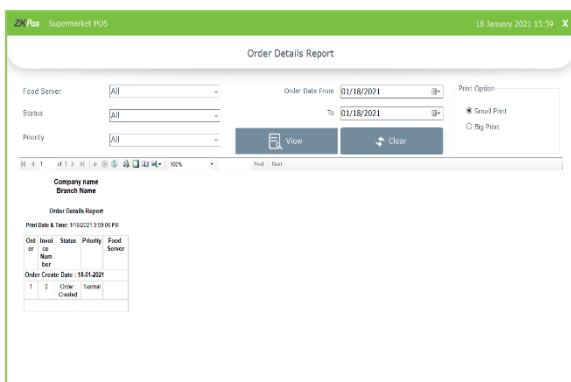 ZKPos Supermarket POS 18 January 2021 15:59 X
Order Details Report
Food Server All Order Date From 01/18/2021 Print Option
Status All To 01/18/2021 Small Print
Big Print
Priority All View Clear
1 of 1 100% Find Next
Company name
Branch Name
Order Details Report
Print Date & Time: 1/18/2021 3:59:06 PM
Ord Invoi Status Priority Food
er ce Server
Num
ber
Order Create Date : 18-01-2021
1 Order Normal
Created